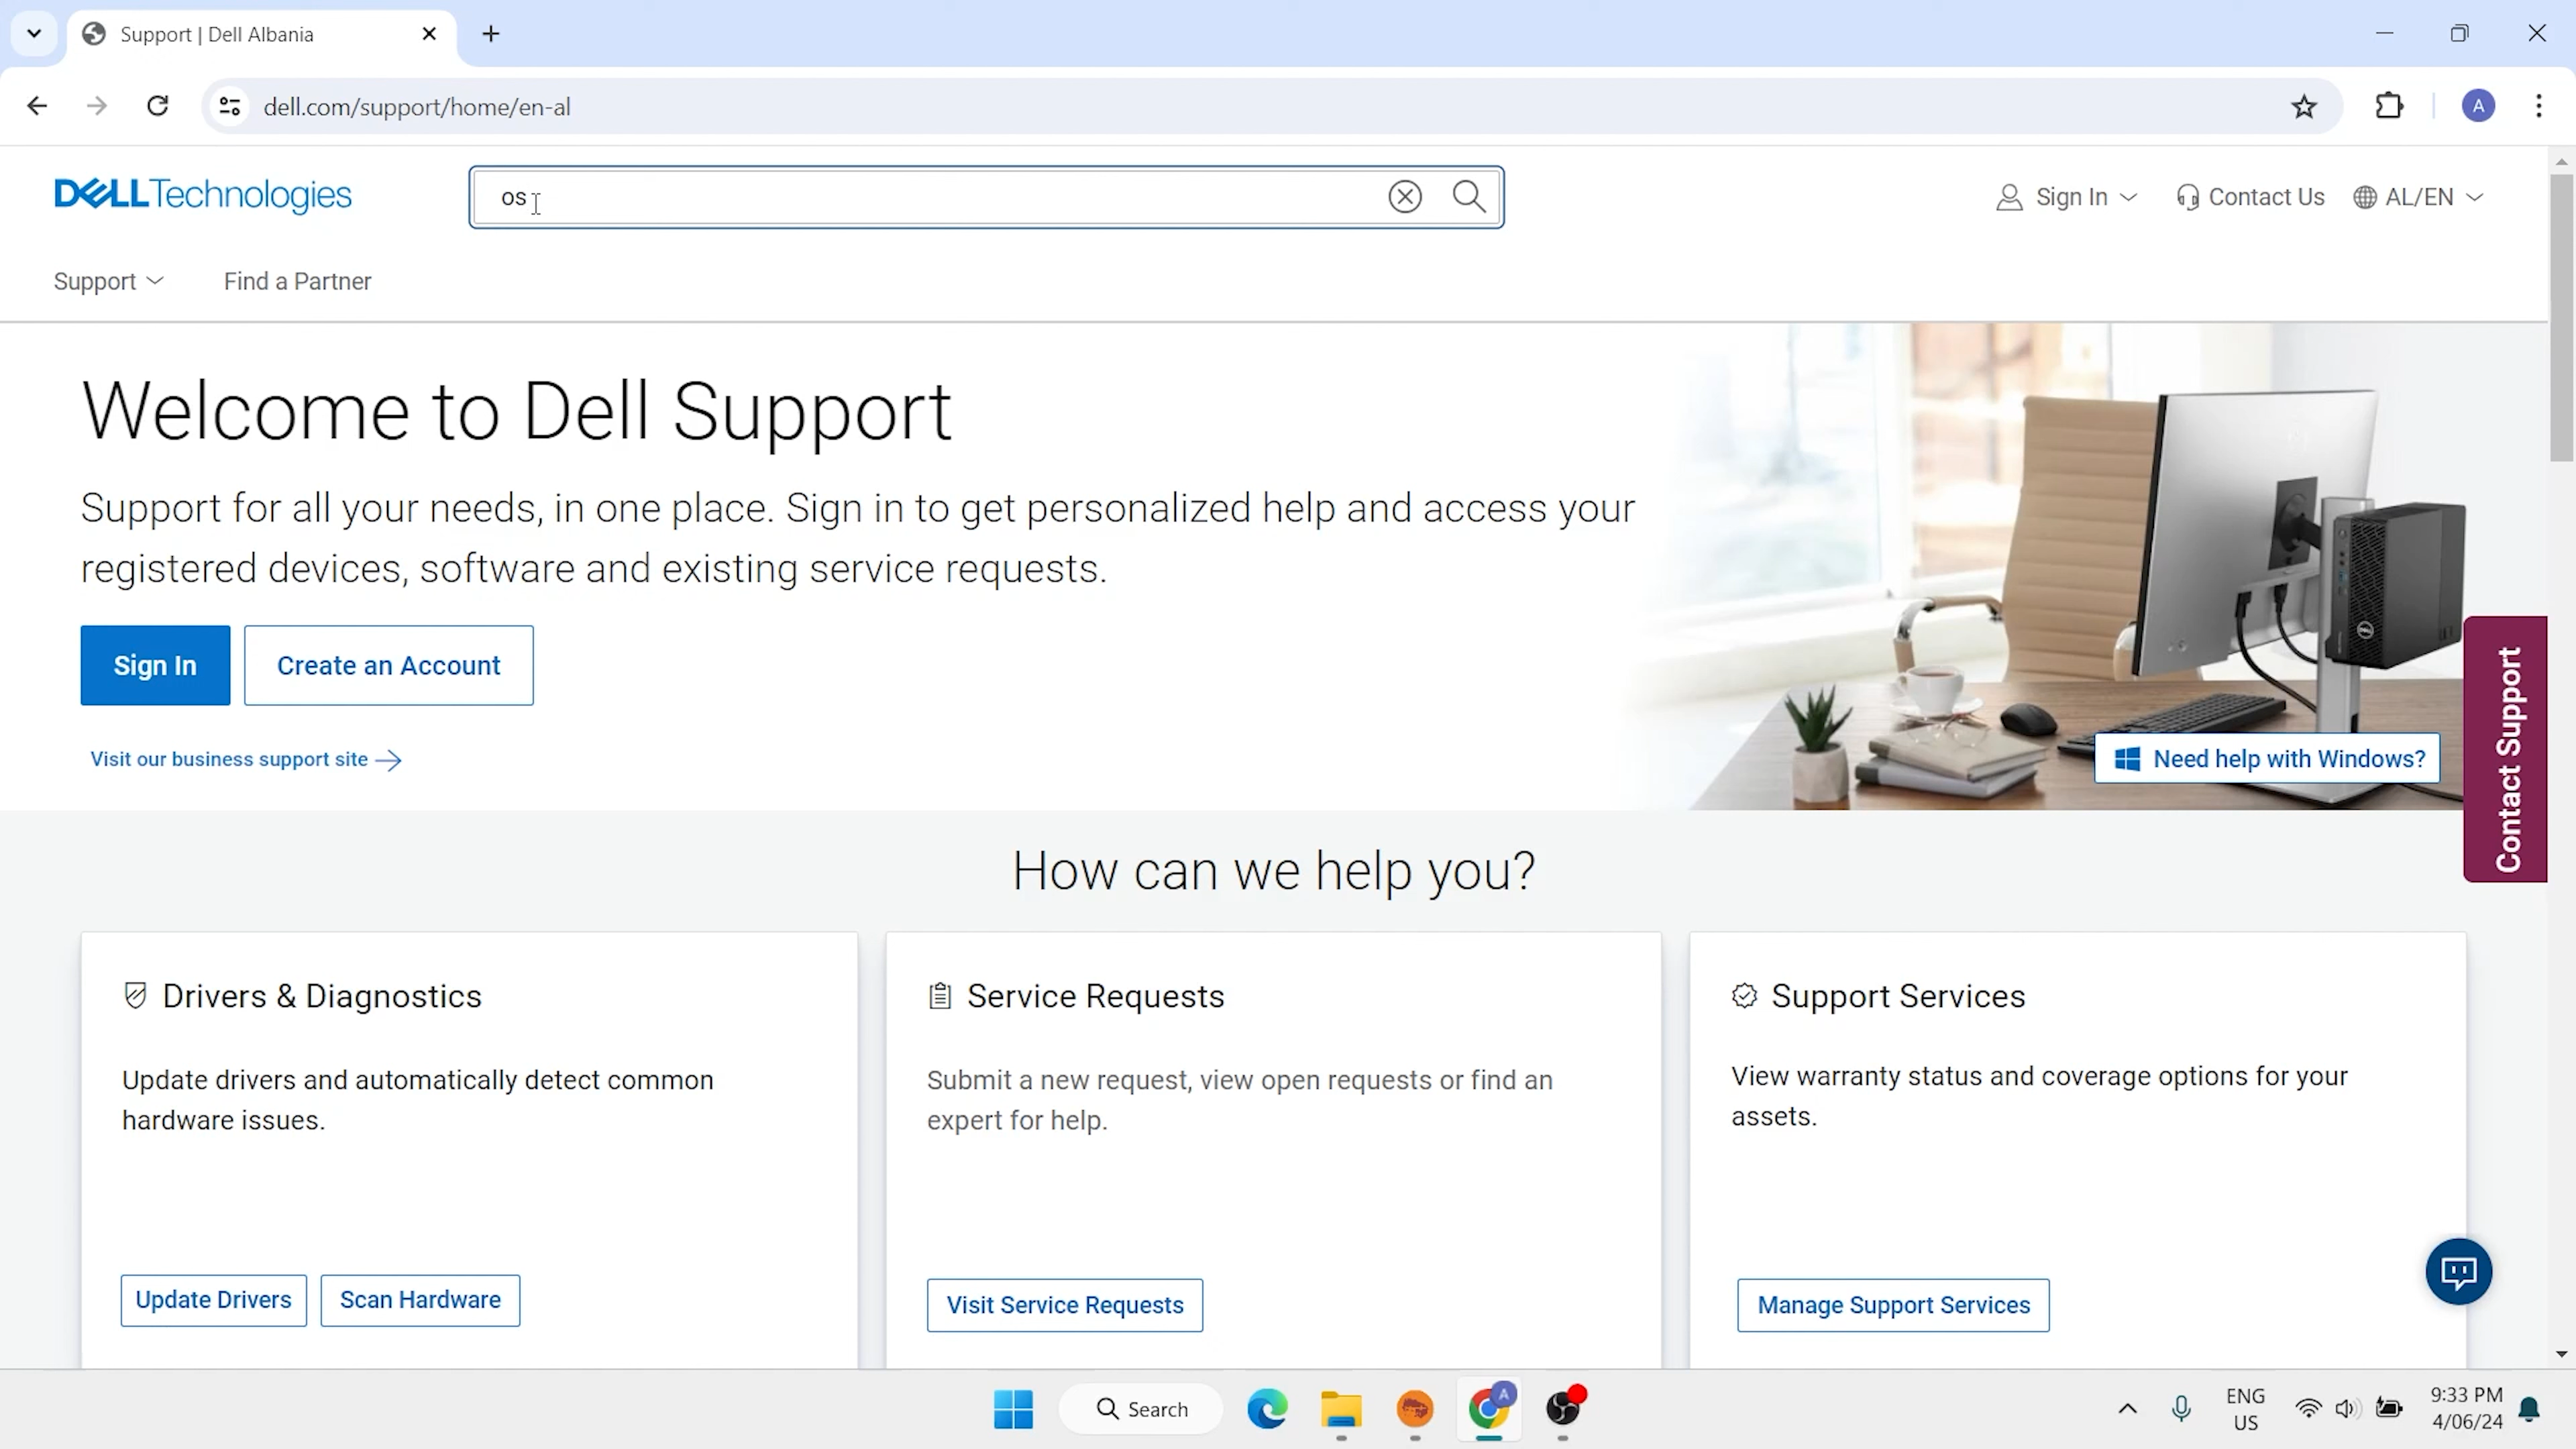 Support | Dell Albania
dell.com/support/home/en-al
A
DELLTechnologies
os
Sign In
Contact Us
AL/EN
Support
Find a Partner
Welcome to Dell Support
Support for all your needs, in one place. Sign in to get personalized help and access your
registered devices, software and existing service requests.
Sign In
Create an Account
Visit our business support site
Need help with Windows?
Contact Support
How can we help you?
Drivers & Diagnostics
Update drivers and automatically detect common
hardware issues.
Update Drivers
Scan Hardware
Service Requests
Submit a new request, view open requests or find an
expert for help.
Visit Service Requests
Support Services
View warranty status and coverage options for your
assets.
Manage Support Services
Search
A
ENG
US
9:33 PM
4/06/24